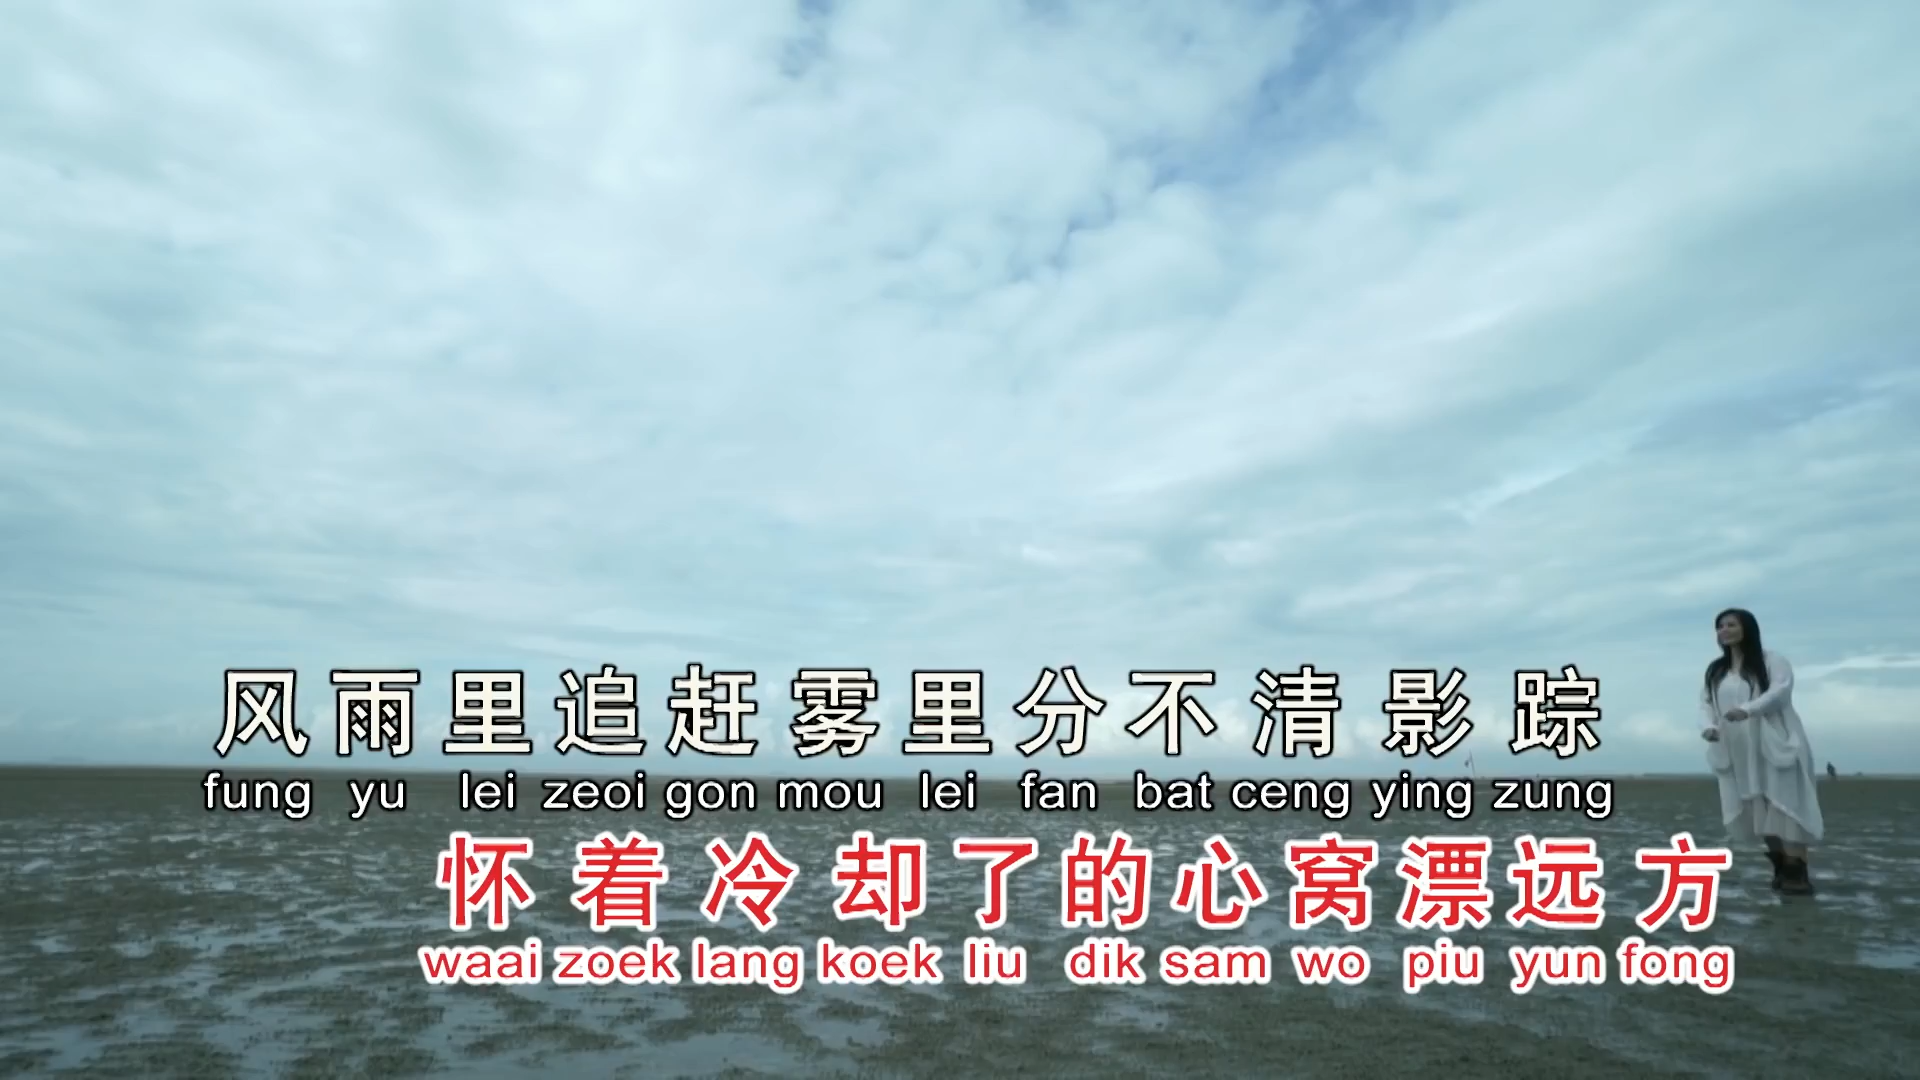 风雨里追赶雾里分不清影踪
fung yu lei zeoi gon mou lei fan bat ceng ying zung
怀着冷却了的心窝漂远方
waai zoek lang koek liu dik sam wo piu yun fong